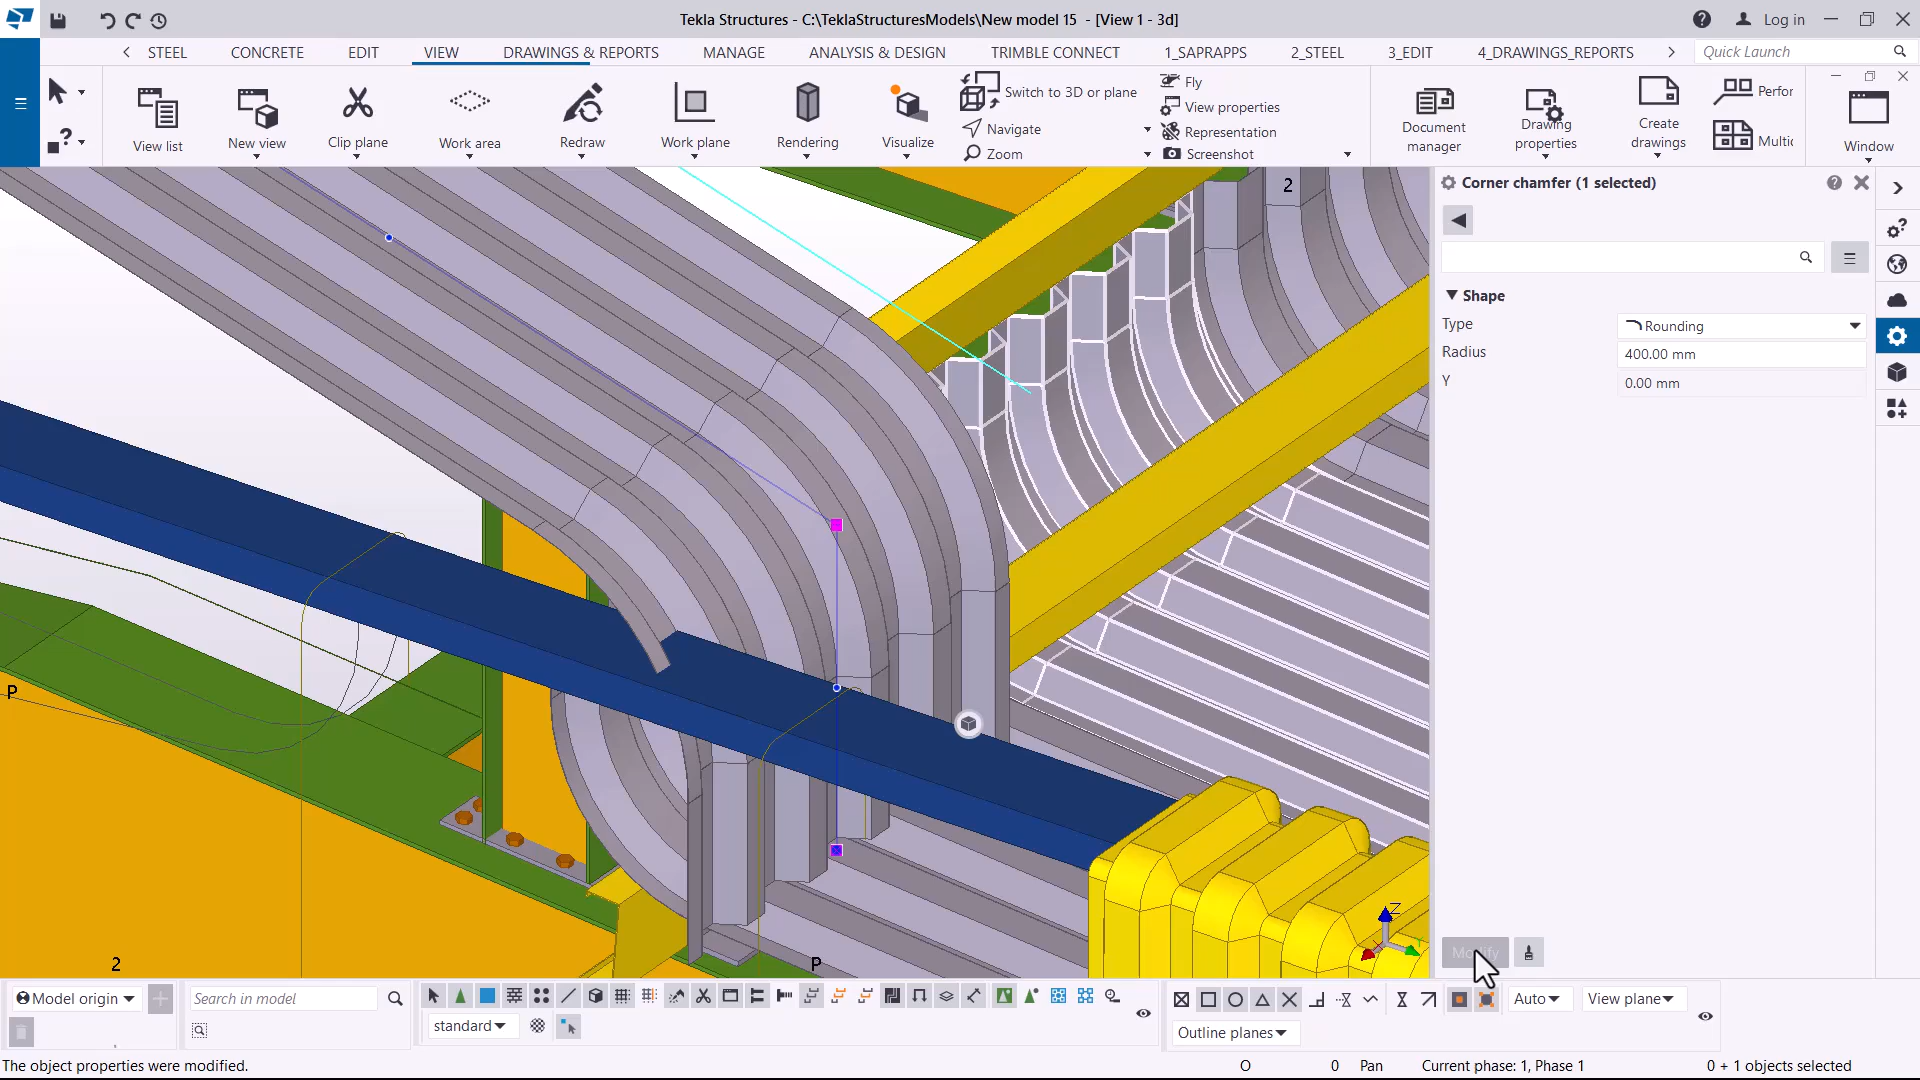 Tekla Structures - C:\TeklaStructuresModels\New model 15 - [View 1 - 3d]
Log in
STEEL CONCRETE EDIT VIEW DRAWINGS & REPORTS MANAGE ANALYSIS & DESIGN TRIMBLE CONNECT 1_SAPRAPPS 2_STEEL 3_EDIT 4_DRAWINGS_REPORTS Quick Launch
View list
New view
Clip plane
Work area
Redraw
Work plane
Rendering
Visualize
Switch to 3D or plane
Navigate
Zoom
Fly
View properties
Representation
Screenshot
Document manager
Drawing properties
Create drawings
Perfor
Multi
Window
Corner chamfer (1 selected)
Shape
Type Rounding
Radius 400.00 mm
Y 0.00 mm
2
P
2
P
Z
Model origin
Search in model
standard
Auto
View plane
Outline planes
The object properties were modified.
O 0 Pan Current phase: 1, Phase 1 0 + 1 objects selected